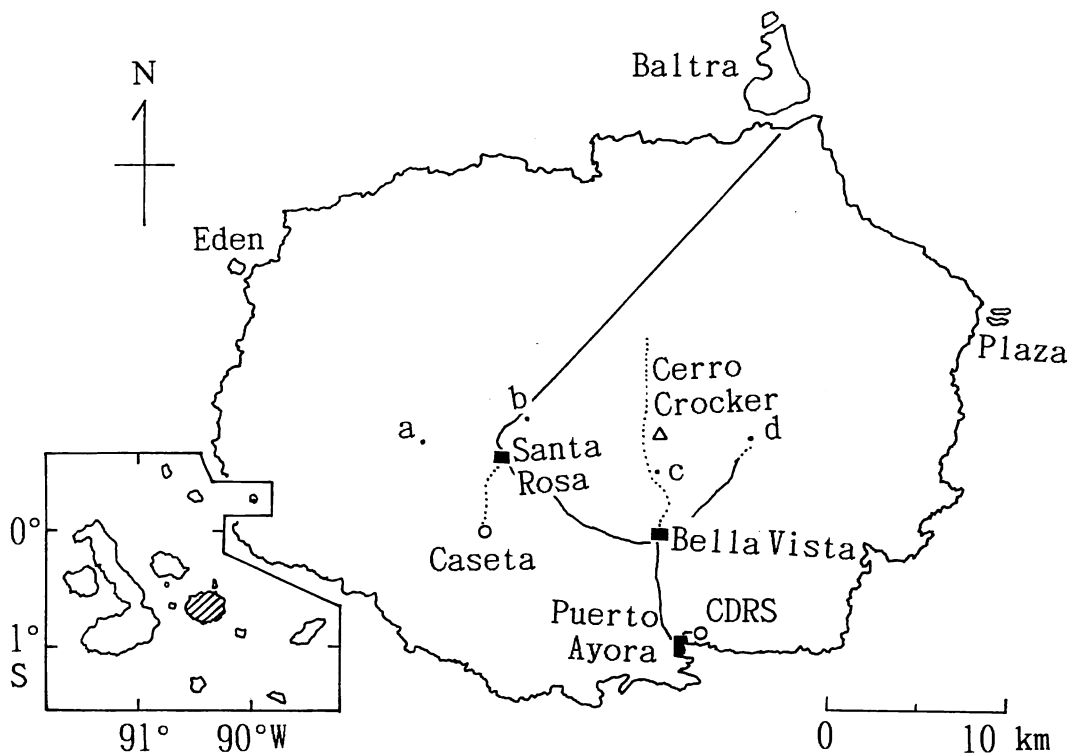 Baltra
N
Eden
Plaza
Cerro
Crocker
b
a
d
Santa
Rosa
c
0°
Caseta
Bella Vista
Puerto
Ayora
CDRS
1°
S
91°
90°W
0
10 km